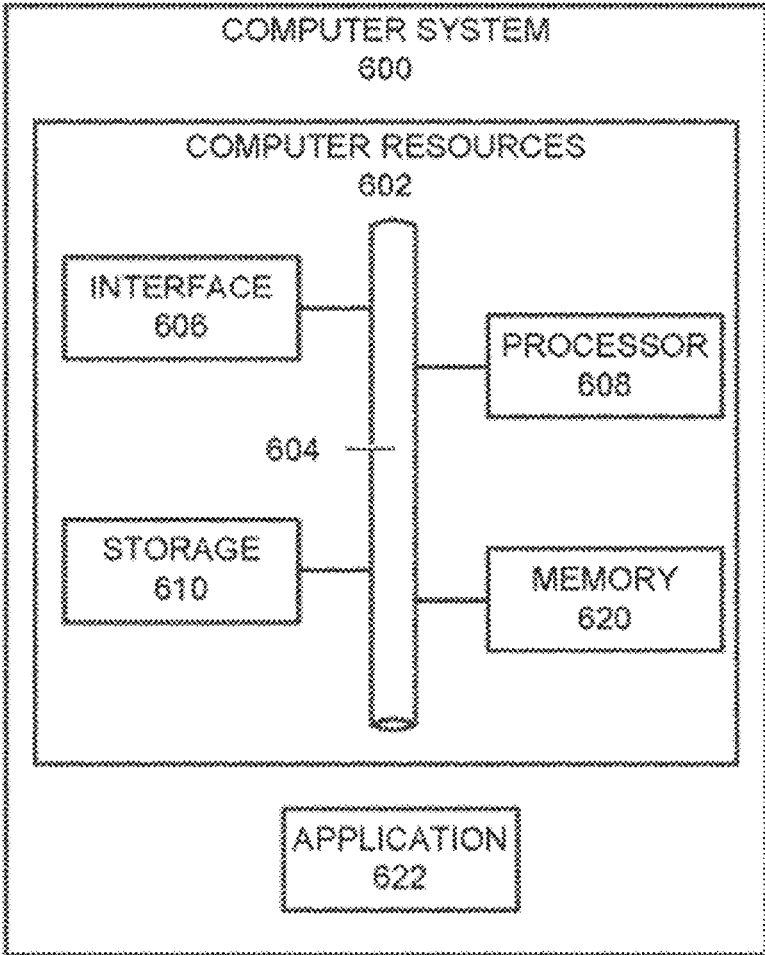 COMPUTER SYSTEM
600
COMPUTER RESOURCES
602
INTERFACE
606
PROCESSOR
608
604
STORAGE
610
MEMORY
620
APPLICATION
622